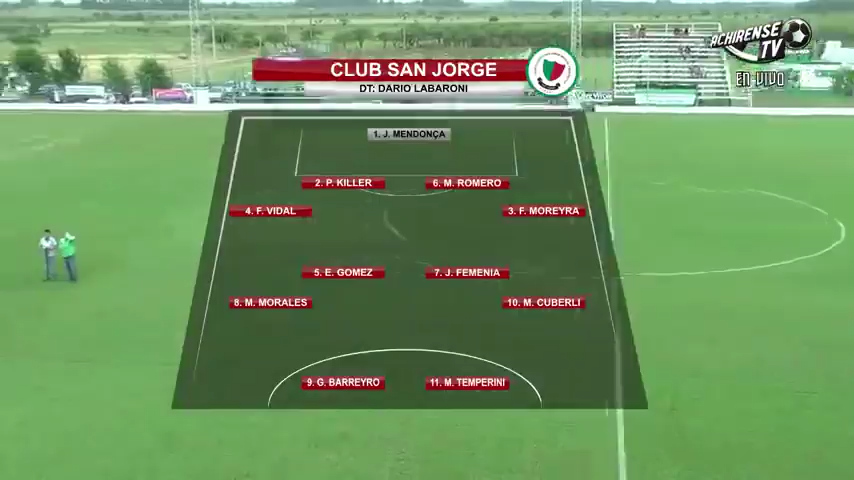 ACHIRENSE
TV
EN VIVO
CLUB SAN JORGE
DT: DARIO LABARONI
1. J. MENDONÇA
2. P. KILLER
6. M. ROMERO
4. F. VIDAL
3. F. MOREYRA
5. E. GOMEZ
7. J. FEMENIA
8. M. MORALES
10. M. CUBERLI
9. G. BARREYRO
11. M. TEMPERINI